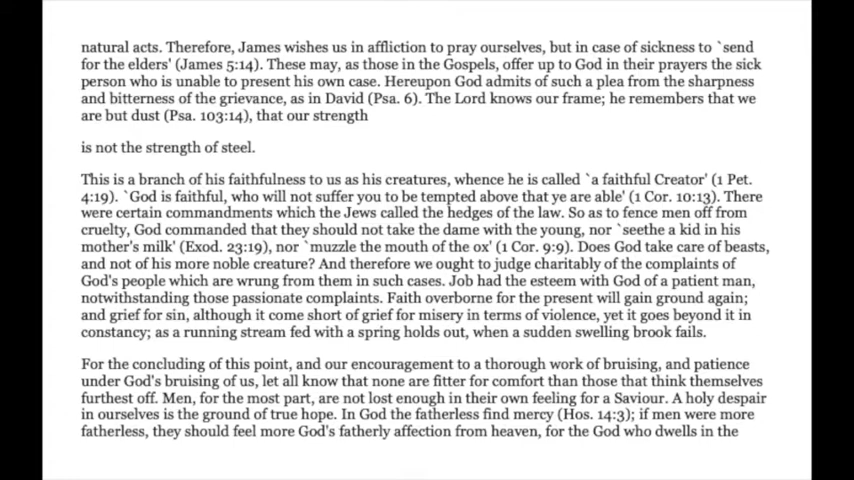 natural acts. Therefore, James wishes us in affliction to pray ourselves, but in case of sickness to `send
for the elders' (James 5:14). These may, as those in the Gospels, offer up to God in their prayers the sick
person who is unable to present his own case. Hereupon God admits of such a plea from the sharpness
and bitterness of the grievance, as in David (Psa. 6). The Lord knows our frame; he remembers that we
are but dust (Psa. 103:14), that our strength
is not the strength of steel.
This is a branch of his faithfulness to us as his creatures, whence he is called `a faithful Creator' (1 Pet.
4:19). `God is faithful, who will not suffer you to be tempted above that ye are able' (1 Cor. 10:13). There
were certain commandments which the Jews called the hedges of the law. So as to fence men off from
cruelty, God commanded that they should not take the dame with the young, nor `seethe a kid in his
mother's milk' (Exod. 23:19), nor `muzzle the mouth of the ox' (1 Cor. 9:9). Does God take care of beasts,
and not of his more noble creature? And therefore we ought to judge charitably of the complaints of
God's people which are wrung from them in such cases. Job had the esteem with God of a patient man,
notwithstanding those passionate complaints. Faith overborne for the present will gain ground again;
and grief for sin, although it come short of grief for misery in terms of violence, yet it goes beyond it in
constancy; as a running stream fed with a spring holds out, when a sudden swelling brook fails.
For the concluding of this point, and our encouragement to a thorough work of bruising, and patience
under God's bruising of us, let all know that none are fitter for comfort than those that think themselves
furthest off. Men, for the most part, are not lost enough in their own feeling for a Saviour. A holy despair
in ourselves is the ground of true hope. In God the fatherless find mercy (Hos. 14:3); if men were more
fatherless, they should feel more God's fatherly affection from heaven, for the God who dwells in the